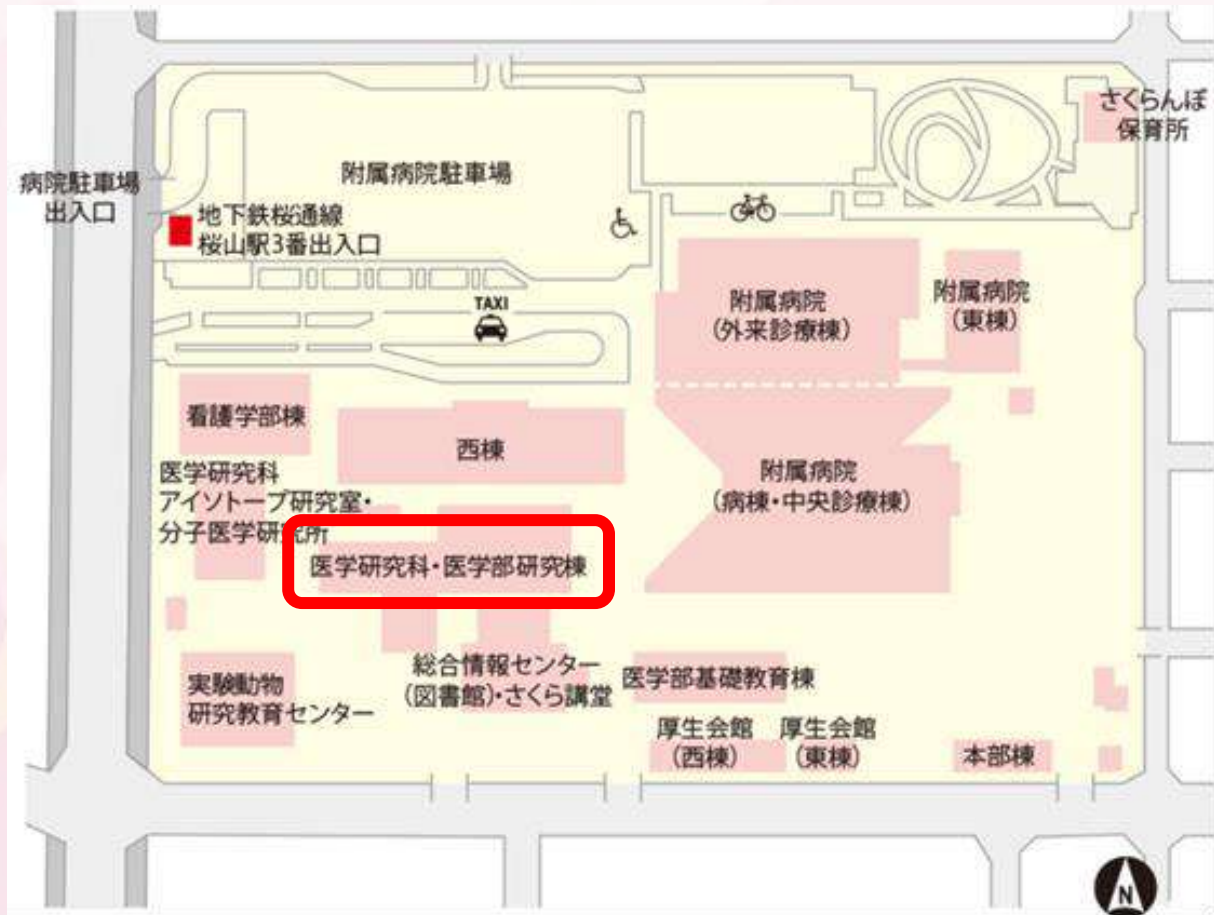 さくらんぼ
保育所
附属病院駐車場
病院駐車場
出入口
地下鉄桜通線
桜山駅3番出入口
TAXI
附属病院
(外来診療棟)
附属病院
(東棟)
看護学部棟
西棟
医学研究科
アイソトープ研究室・
分子医学研究所
附属病院
(病棟・中央診療棟)
医学研究科・医学部研究棟
実験動物
研究教育センター
総合情報センター
(図書館)・さくら講堂
医学部基礎教育棟
厚生会館
(西棟)
厚生会館
(東棟)
本部棟
N